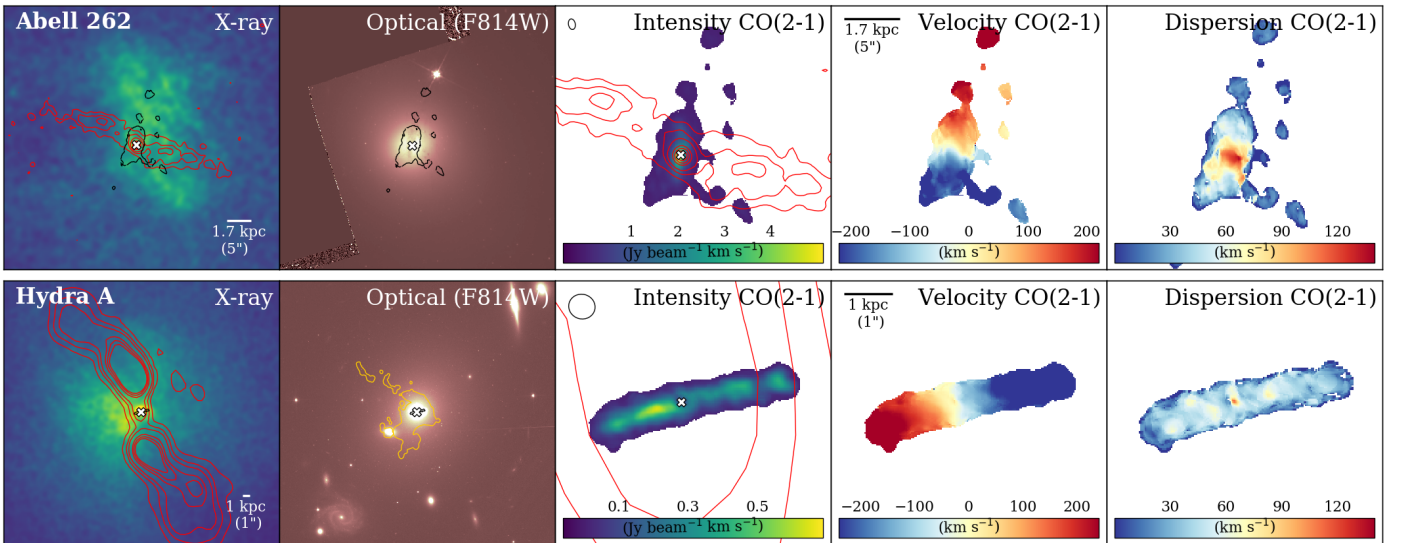 Abell 262 X-ray
1.7 kpc
(5")
Optical (F814W)
Intensity CO(2-1)
1 2 3 4
(Jy beam⁻¹ km s⁻¹)
Velocity CO(2-1)
1.7 kpc
(5")
−200 −100 0 100 200
(km s⁻¹)
Dispersion CO(2-1)
30 60 90 120
(km s⁻¹)
Hydra A X-ray
1 kpc
(1")
Optical (F814W)
Intensity CO(2-1)
0.1 0.3 0.5
(Jy beam⁻¹ km s⁻¹)
Velocity CO(2-1)
1 kpc
(1")
−200 −100 0 100 200
(km s⁻¹)
Dispersion CO(2-1)
30 60 90 120
(km s⁻¹)